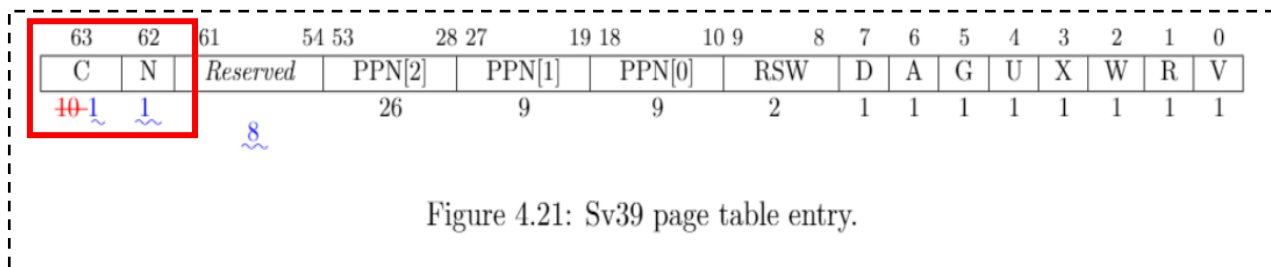 63 62 61 54 53 28 27 19 18 10 9 8 7 6 5 4 3 2 1 0
C N Reserved PPN[2] PPN[1] PPN[0] RSW D A G U X W R V
10 1 1 26 9 9 2 1 1 1 1 1 1 1 1
8
Figure 4.21: Sv39 page table entry.